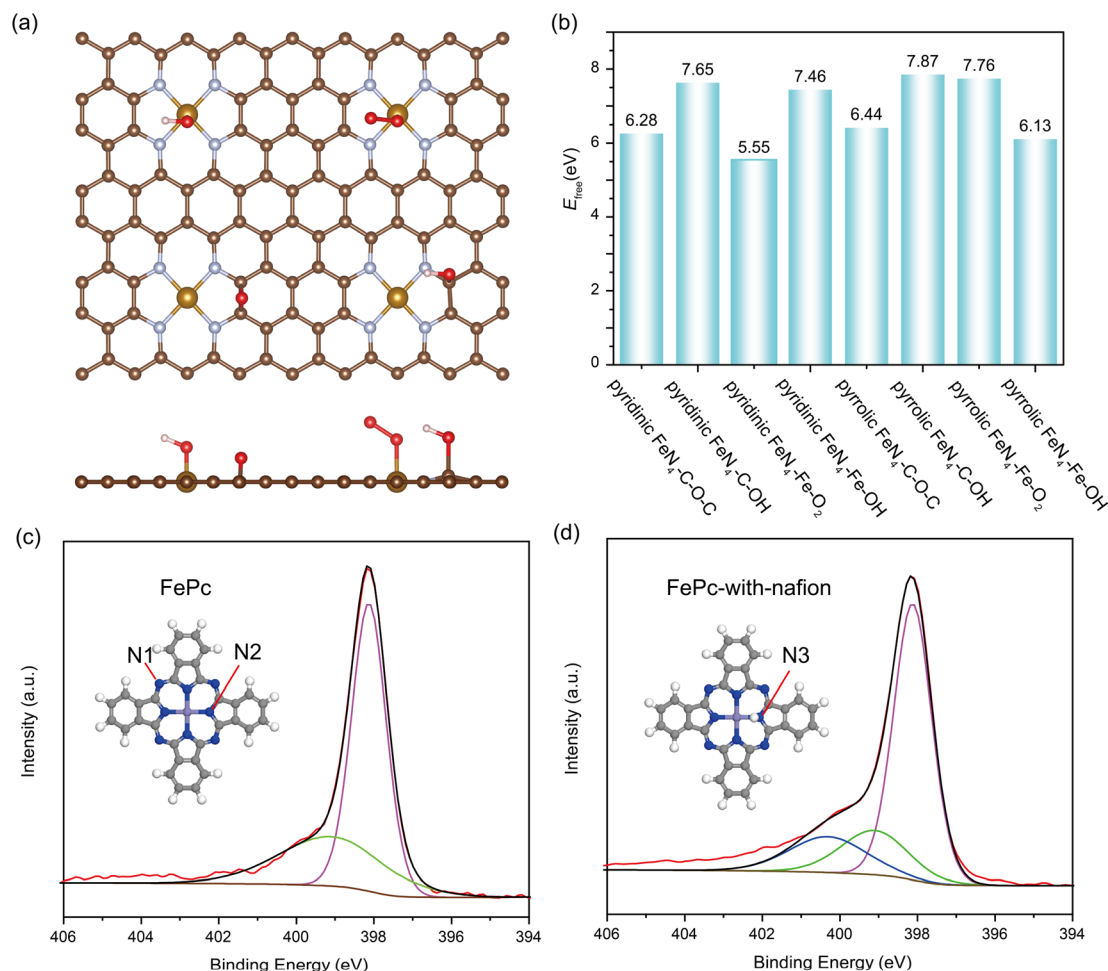 (a)
(b)
E_free(eV)
8
6
4
2
0
6.28
7.65
5.55
7.46
6.44
7.87
7.76
6.13
pyridinic FeN₄-C-O-C
pyridinic FeN₄-C-OH
pyridinic FeN₄-Fe-O₂
pyridinic FeN₄-Fe-OH
pyrrolic FeN₄-C-O-C
pyrrolic FeN₄-C-OH
pyrrolic FeN₄-Fe-O₂
pyrrolic FeN₄-Fe-OH
(c)
FePc
N1
N2
Intensity (a.u.)
406 404 402 400 398 396 394
Binding Energy (eV)
(d)
FePc-with-nafion
N3
Intensity (a.u.)
406 404 402 400 398 396 394
Binding Energy (eV)